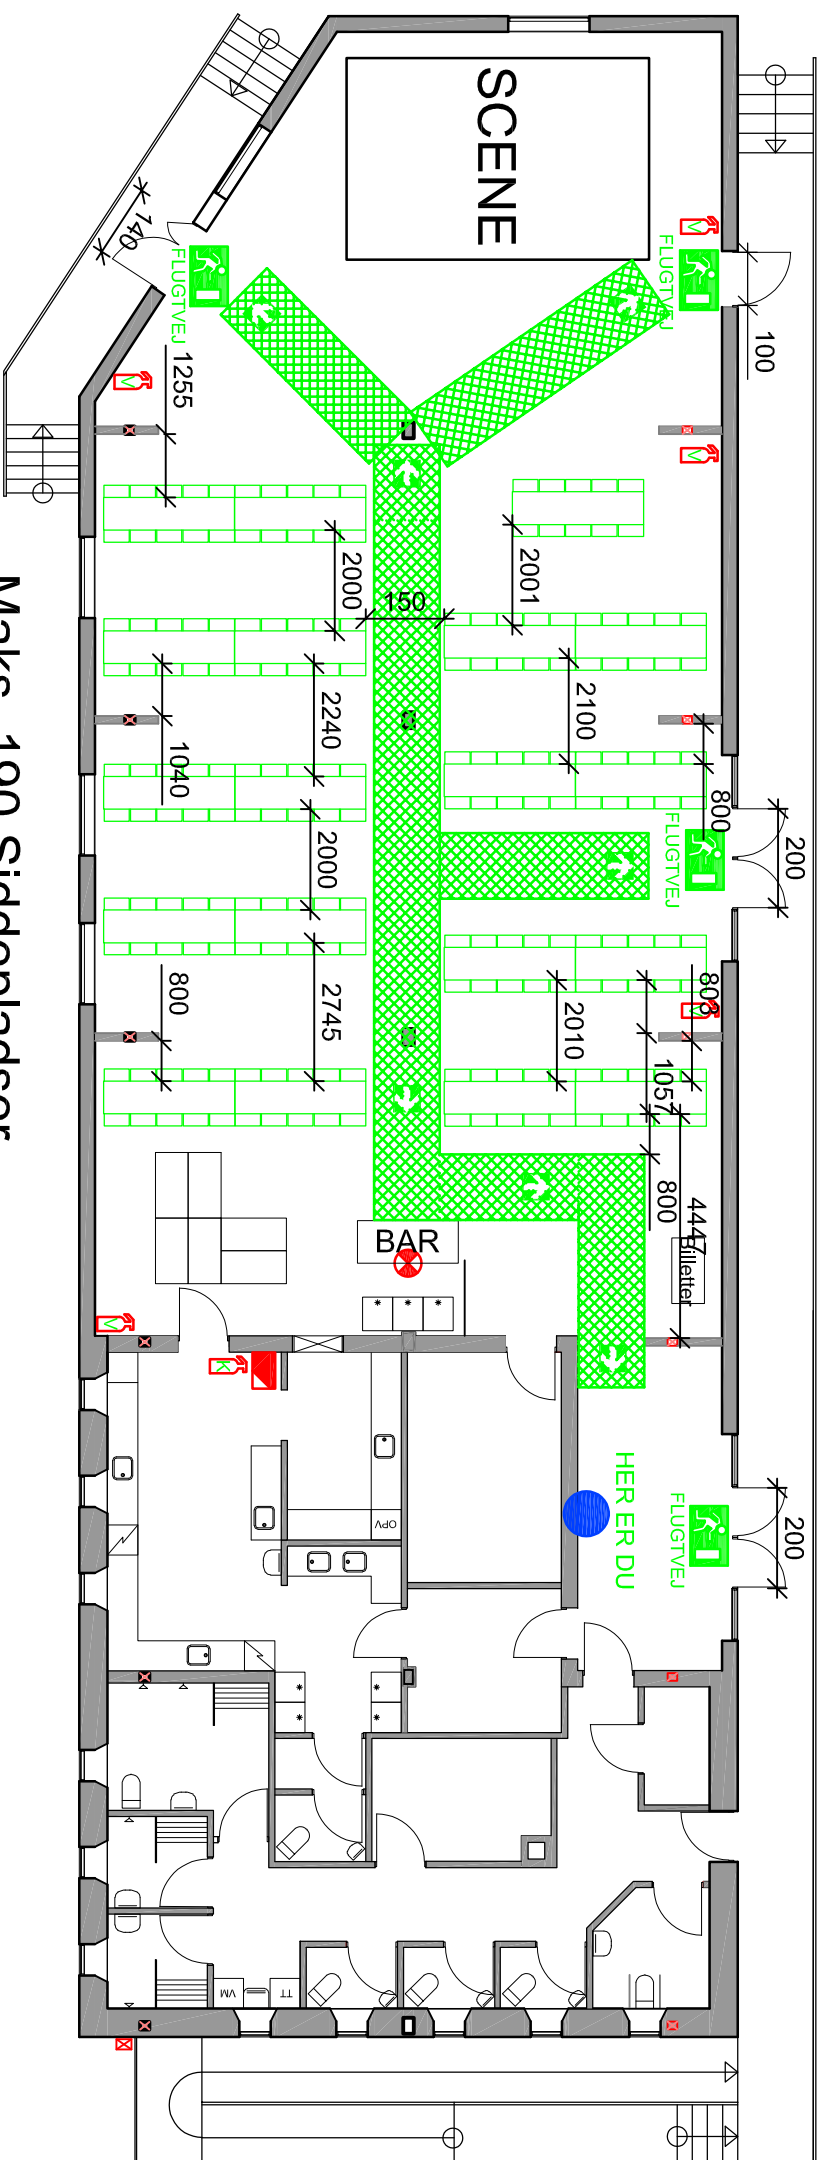 SCENE
FLUGTVEJ
100
140
FLUGTVEJ
V
V
1255
V
2001
2000
150
2100
2240
1040
800
200
FLUGTVEJ
2000
2745
800
803
V
2010
1057
800
4447
Billetter
BAR
V
K
OPV
HER ER DU
FLUGTVEJ
200
VM
TT
Maks. 190 Siddepladser